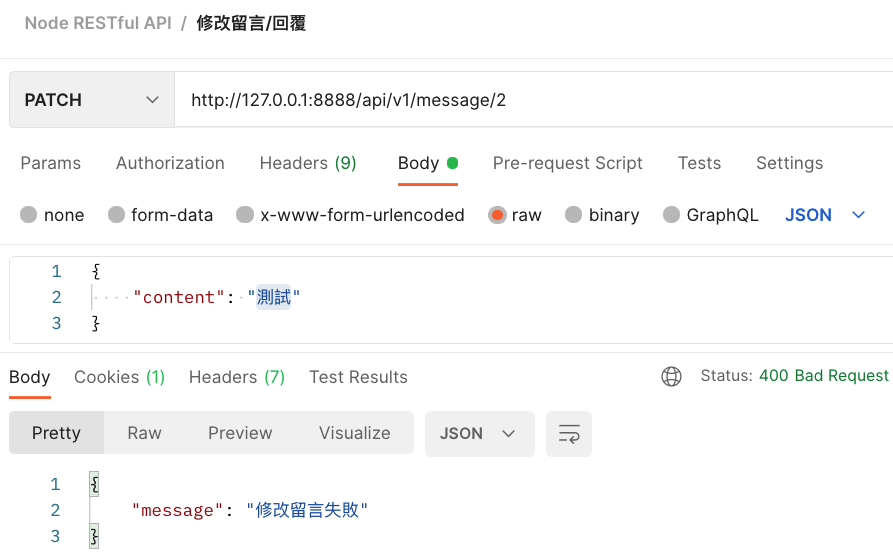 Node RESTful API / 修改留言/回覆
PATCH http://127.0.0.1:8888/api/v1/message/2
Params Authorization Headers (9) Body Pre-request Script Tests Settings
none form-data x-www-form-urlencoded raw binary GraphQL JSON
1 {
2 ···· "content":· "測試"
3 }
Body Cookies (1) Headers (7) Test Results Status: 400 Bad Request
Pretty Raw Preview Visualize JSON
1 {
2 "message": "修改留言失敗"
3 }